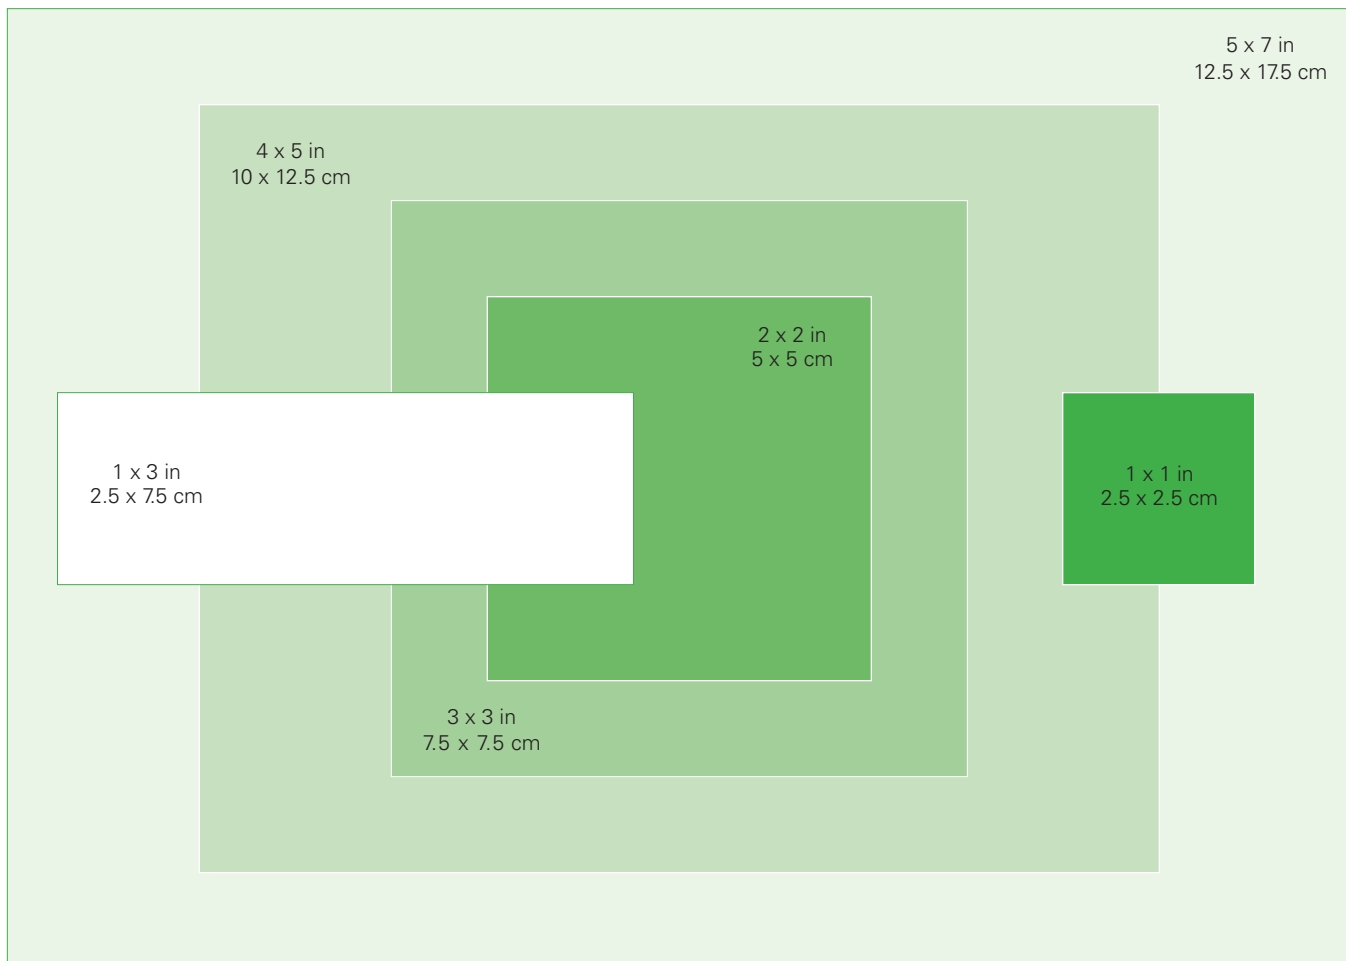 5 x 7 in
12.5 x 17.5 cm
4 x 5 in
10 x 12.5 cm
2 x 2 in
5 x 5 cm
1 x 3 in
2.5 x 7.5 cm
1 x 1 in
2.5 x 2.5 cm
3 x 3 in
7.5 x 7.5 cm